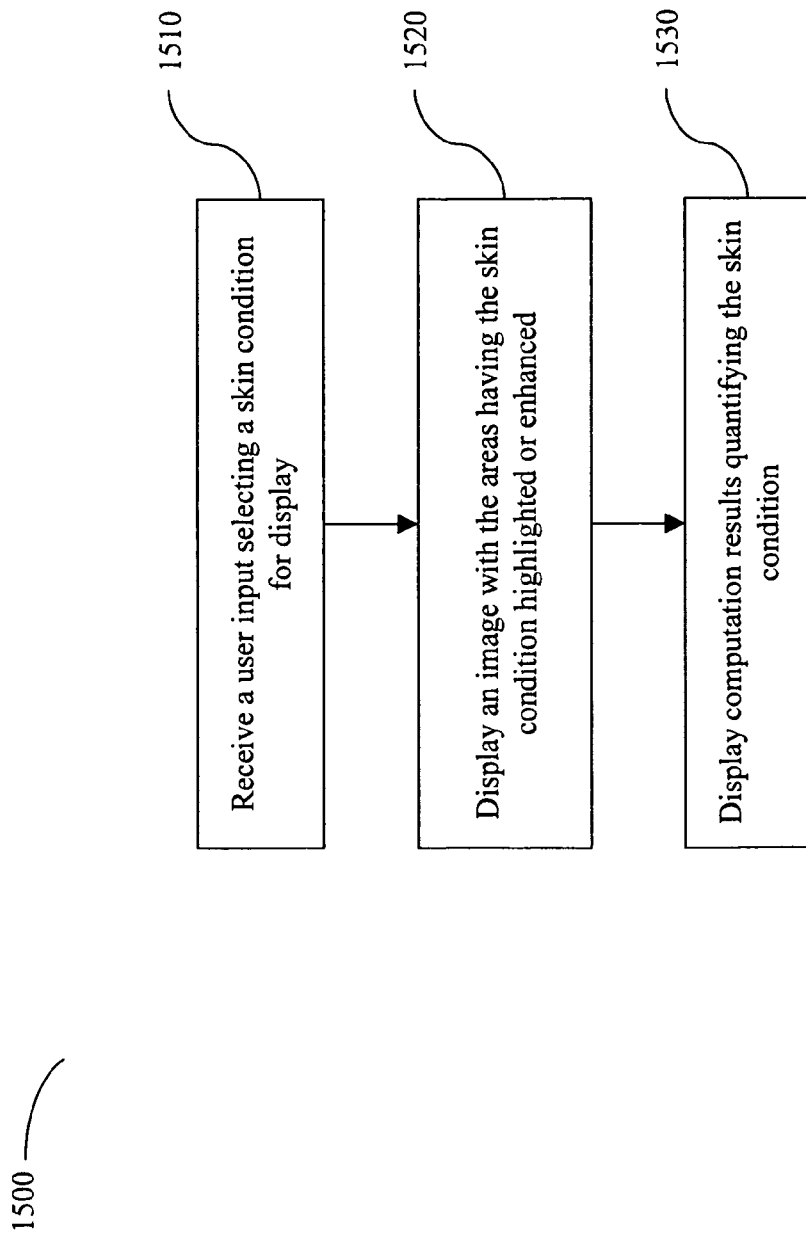 1500
1510
Receive a user input selecting a skin condition
for display
1520
Display an image with the areas having the skin
condition highlighted or enhanced
1530
Display computation results quantifying the skin
condition